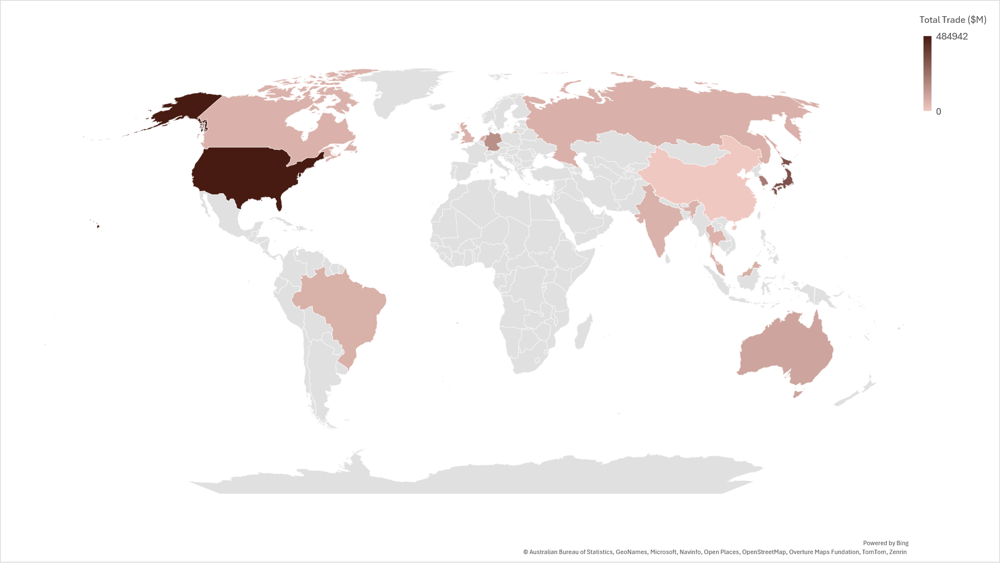 Total Trade ($M)
484942
0
Powered by Bing
© Australian Bureau of Statistics, GeoNames, Microsoft, Navinfo, Open Places, OpenStreetMap, Overture Maps Fundation, TomTom, Zenrin